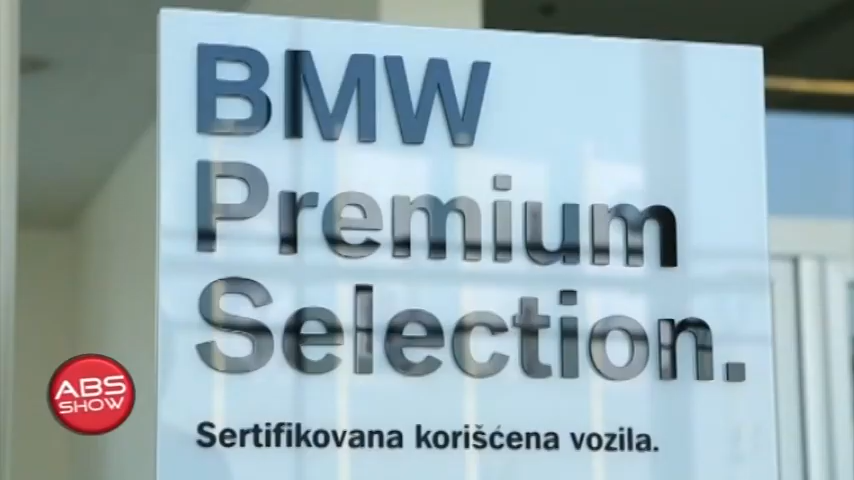 BMW
Premium
Selection.
Sertifikovana korišćena vozila.
ABS
SHOW